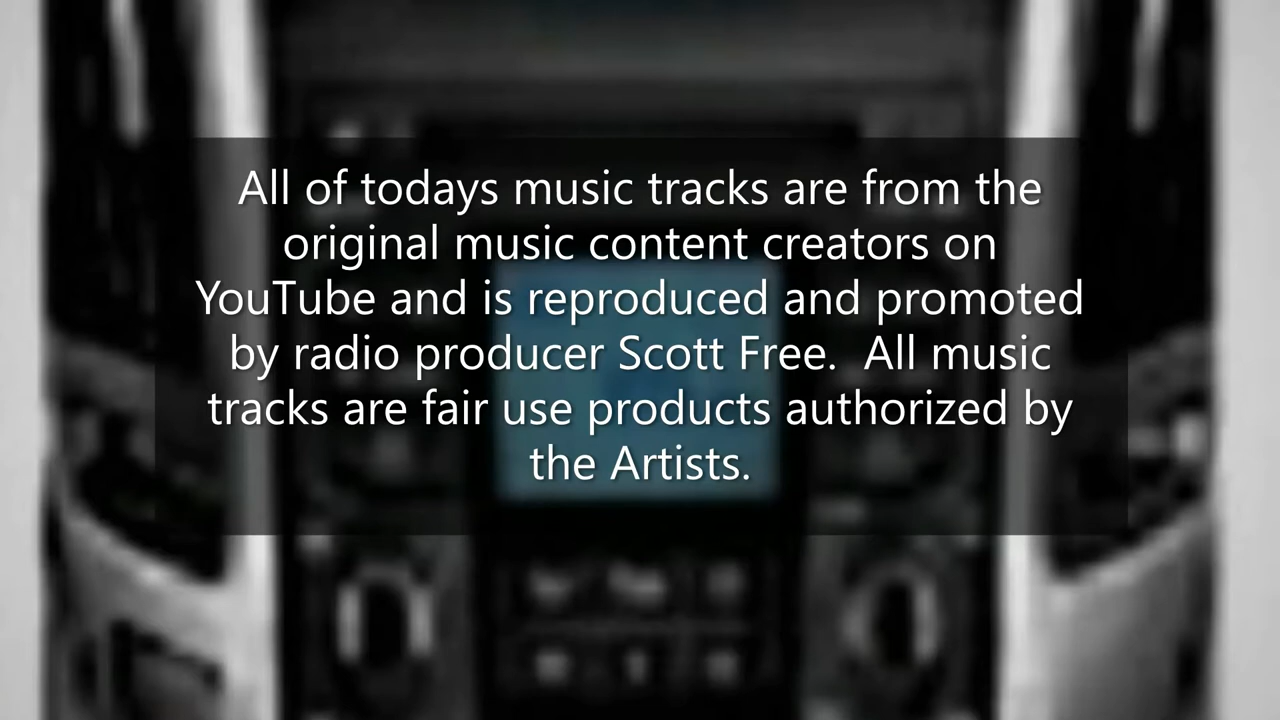 All of todays music tracks are from the
original music content creators on
YouTube and is reproduced and promoted
by radio producer Scott Free.  All music
tracks are fair use products authorized by
the Artists.